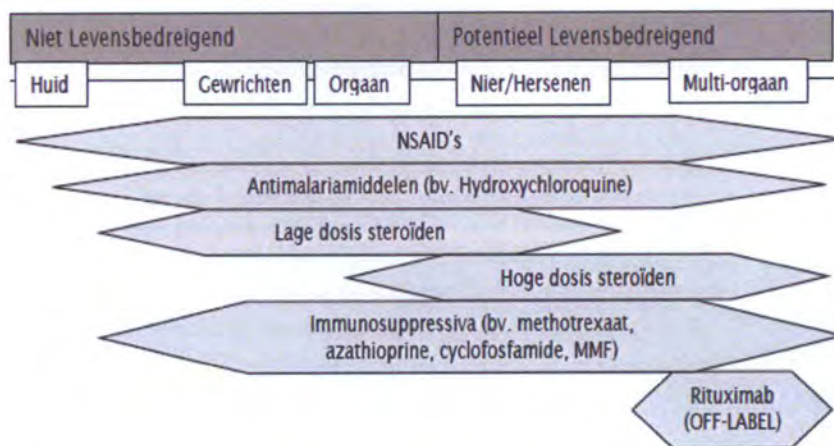 Niet Levensbedreigend
Potentieel Levensbedreigend
Huid
Gewrichten
Orgaan
Nier/Hersenen
Multi-orgaan
NSAID's
Antimalariamiddelen (bv. Hydroxychloroquine)
Lage dosis steroïden
Hoge dosis steroïden
Immunosuppressiva (bv. methotrexaat,
azathioprine, cyclofosfamide, MMF)
Rituximab
(OFF-LABEL)